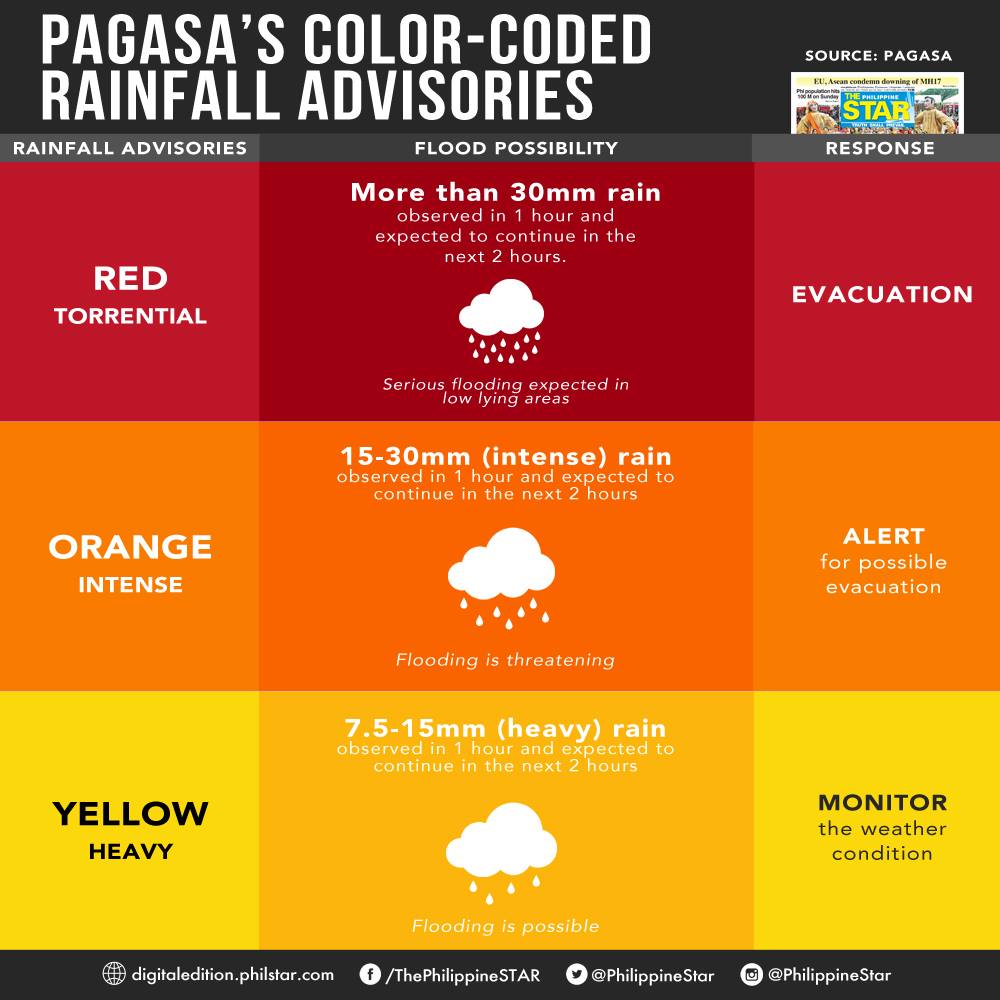 PAGASA'S COLOR-CODED
RAINFALL ADVISORIES
SOURCE: PAGASA
EU, Asean condemn downing of MH17
Phl population hits
100 M on Sunday
THE PHILIPPINE
STAR
TRUTH SHALL PREVAIL
RAINFALL ADVISORIES
FLOOD POSSIBILITY
RESPONSE
RED
TORRENTIAL
More than 30mm rain
observed in 1 hour and
expected to continue in the
next 2 hours.
Serious flooding expected in
low lying areas
EVACUATION
ORANGE
INTENSE
15-30mm (intense) rain
observed in 1 hour and expected to
continue in the next 2 hours
Flooding is threatening
ALERT
for possible
evacuation
YELLOW
HEAVY
7.5-15mm (heavy) rain
observed in 1 hour and expected to
continue in the next 2 hours
Flooding is possible
MONITOR
the weather
condition
digitaledition.philstar.com
/ThePhilippineSTAR
@PhilippineStar
@PhilippineStar